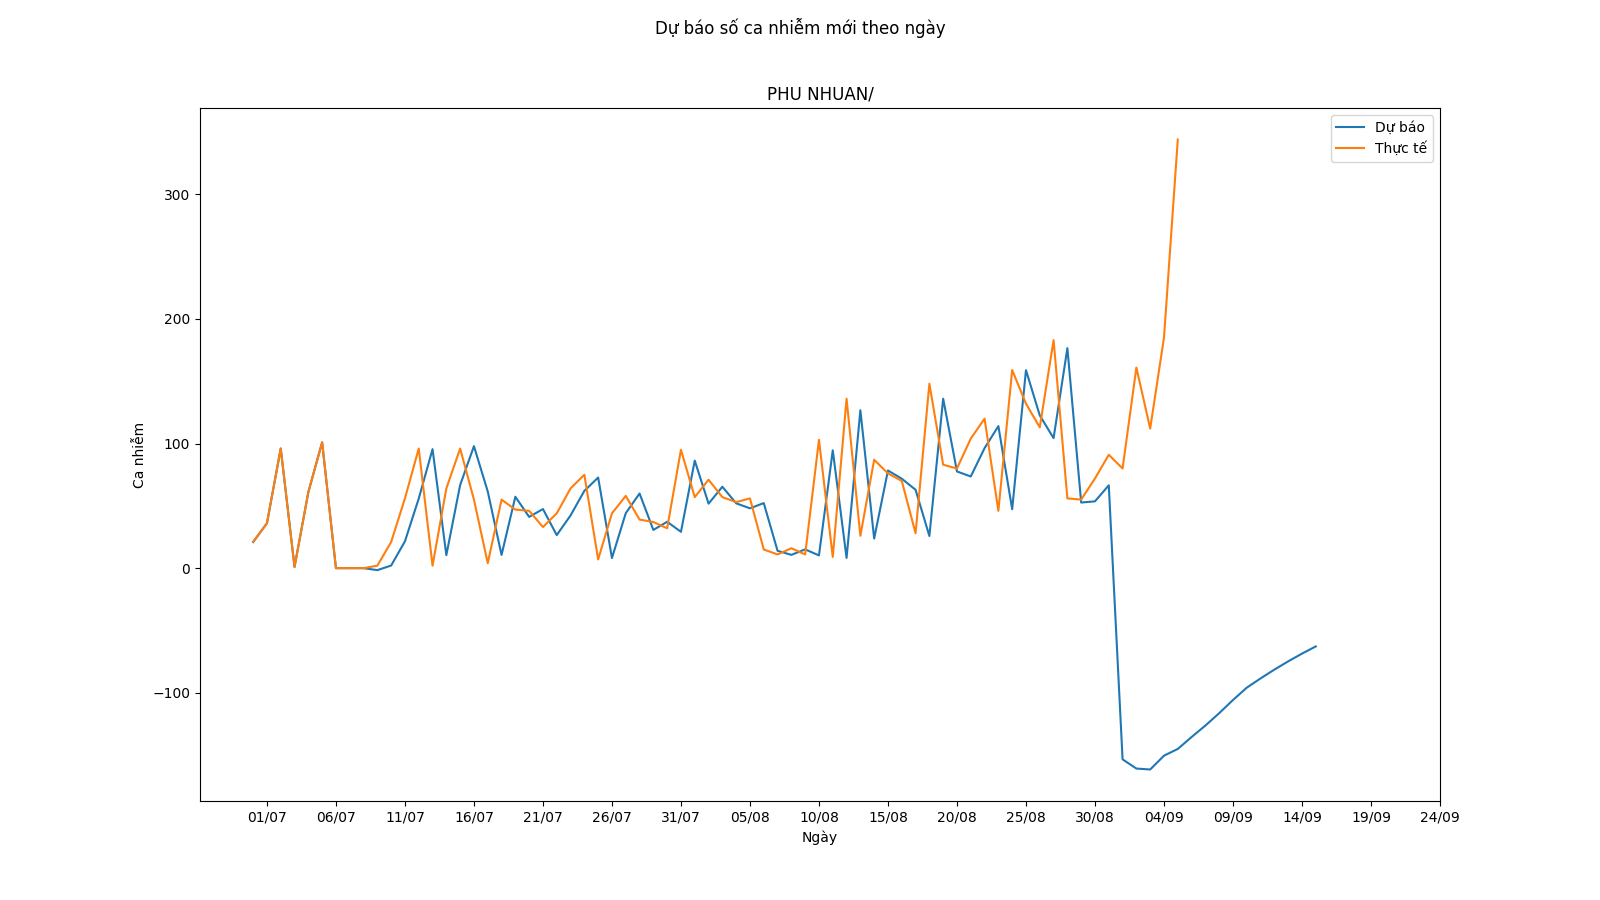 Dự báo số ca nhiễm mới theo ngày
PHU NHUAN/
Dự báo
Thực tế
Ca nhiễm
300
200
100
0
−100
01/07 06/07 11/07 16/07 21/07 26/07 31/07 05/08 10/08 15/08 20/08 25/08 30/08 04/09 09/09 14/09 19/09 24/09
Ngày